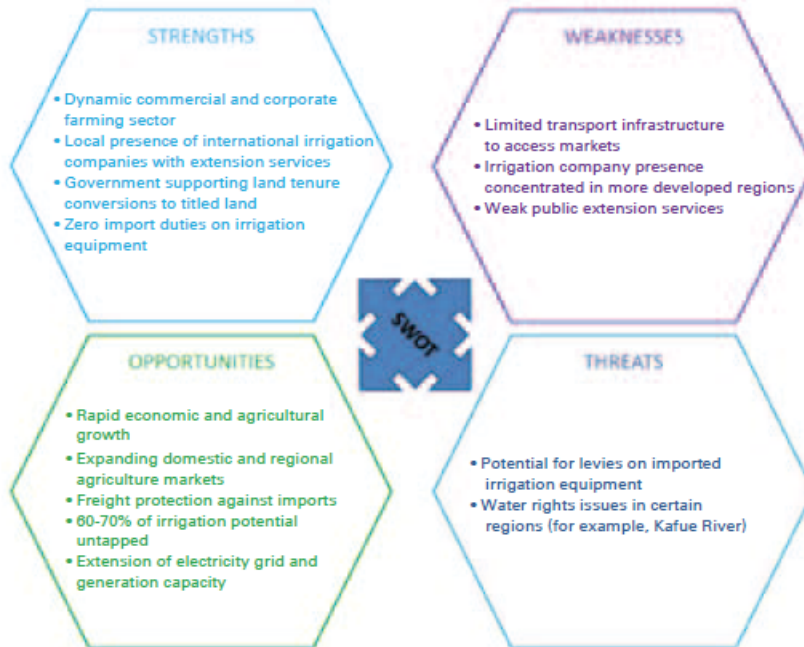 STRENGTHS
• Dynamic commercial and corporate
farming sector
• Local presence of international irrigation
companies with extension services
• Government supporting land tenure
conversions to titled land
• Zero import duties on irrigation
equipment
WEAKNESSES
• Limited transport infrastructure
to access markets
• Irrigation company presence
concentrated in more developed regions
• Weak public extension services
SWOT
OPPORTUNITIES
• Rapid economic and agricultural
growth
• Expanding domestic and regional
agriculture markets
• Freight protection against imports
• 60-70% of irrigation potential
untapped
• Extension of electricity grid and
generation capacity
THREATS
• Potential for levies on imported
irrigation equipment
• Water rights issues in certain
regions (for example, Kafue River)